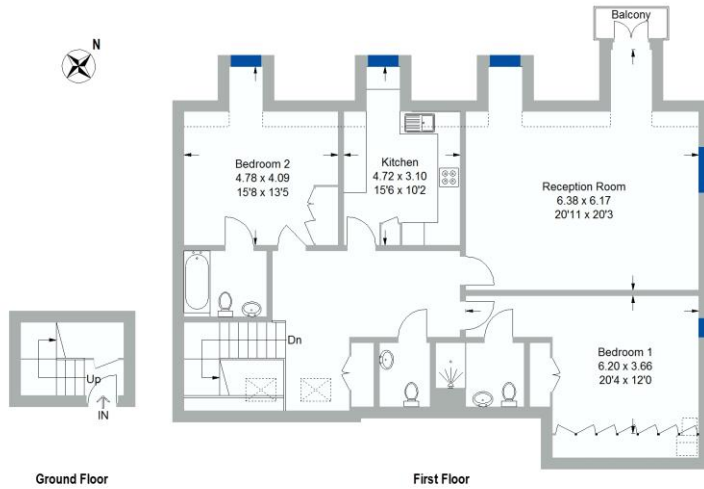 N
Balcony
Bedroom 2
4.78 x 4.09
15'8 x 13'5
Kitchen
4.72 x 3.10
15'6 x 10'2
Reception Room
6.38 x 6.17
20'11 x 20'3
Dn
Up
IN
Bedroom 1
6.20 x 3.66
20'4 x 12'0
Ground Floor
First Floor